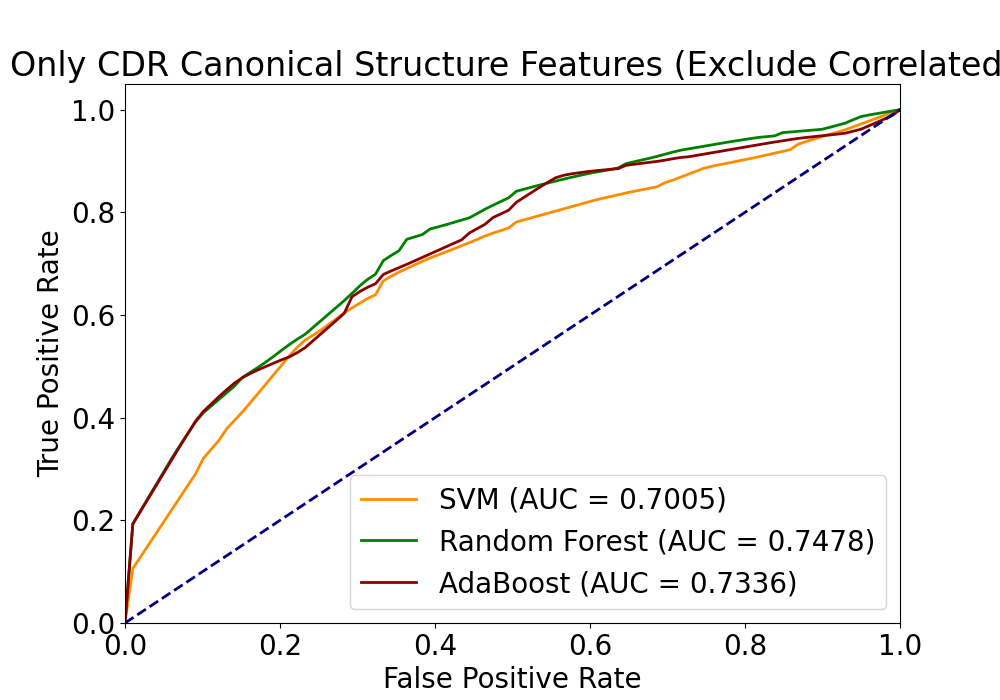 Only CDR Canonical Structure Features (Exclude Correlated
True Positive Rate
1.0
0.8
0.6
0.4
0.2
0.0
SVM (AUC = 0.7005)
Random Forest (AUC = 0.7478)
AdaBoost (AUC = 0.7336)
0.0 0.2 0.4 0.6 0.8 1.0
False Positive Rate